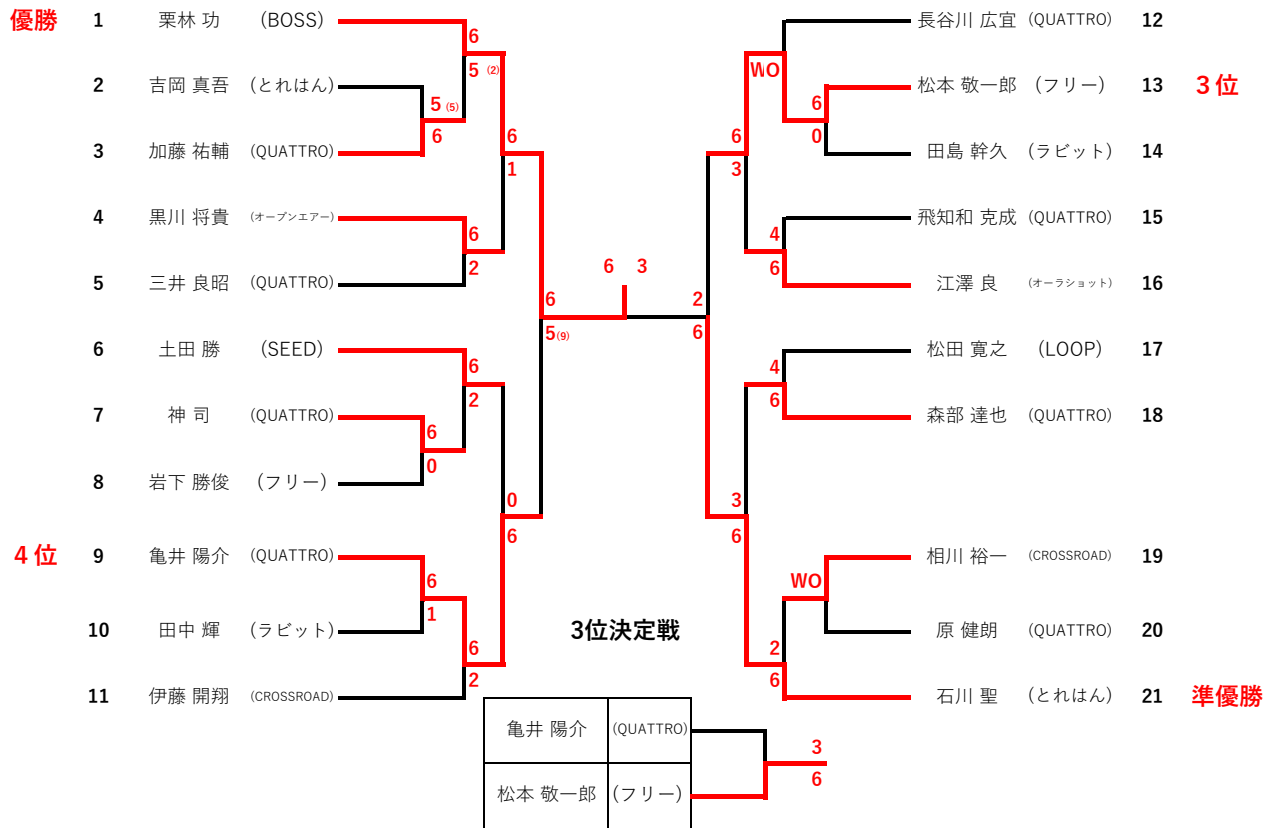 優勝 1 栗林 功 (BOSS)
6
5 (2)
2 吉岡 真吾 (とれはん)
5 (5)
6
3 加藤 祐輔 (QUATTRO)
6
1
4 黒川 将貴 (オープンエアー)
6
2
5 三井 良昭 (QUATTRO)
6
5(9)
6 土田 勝 (SEED)
6
2
7 神 司 (QUATTRO)
6
0
8 岩下 勝俊 (フリー)
0
6
4位 9 亀井 陽介 (QUATTRO)
6
1
10 田中 輝 (ラビット)
6
2
11 伊藤 開翔 (CROSSROAD)
6 3
長谷川 広宜 (QUATTRO) 12
WO
松本 敬一郎 (フリー) 13 3位
6
0
田島 幹久 (ラビット) 14
6
3
飛知和 克成 (QUATTRO) 15
4
6
江澤 良 (オーラショット) 16
2
6
松田 寛之 (LOOP) 17
4
6
森部 達也 (QUATTRO) 18
3
6
相川 裕一 (CROSSROAD) 19
WO
原 健朗 (QUATTRO) 20
2
6
石川 聖 (とれはん) 21 準優勝
3位決定戦
亀井 陽介 (QUATTRO)
3
6
松本 敬一郎 (フリー)